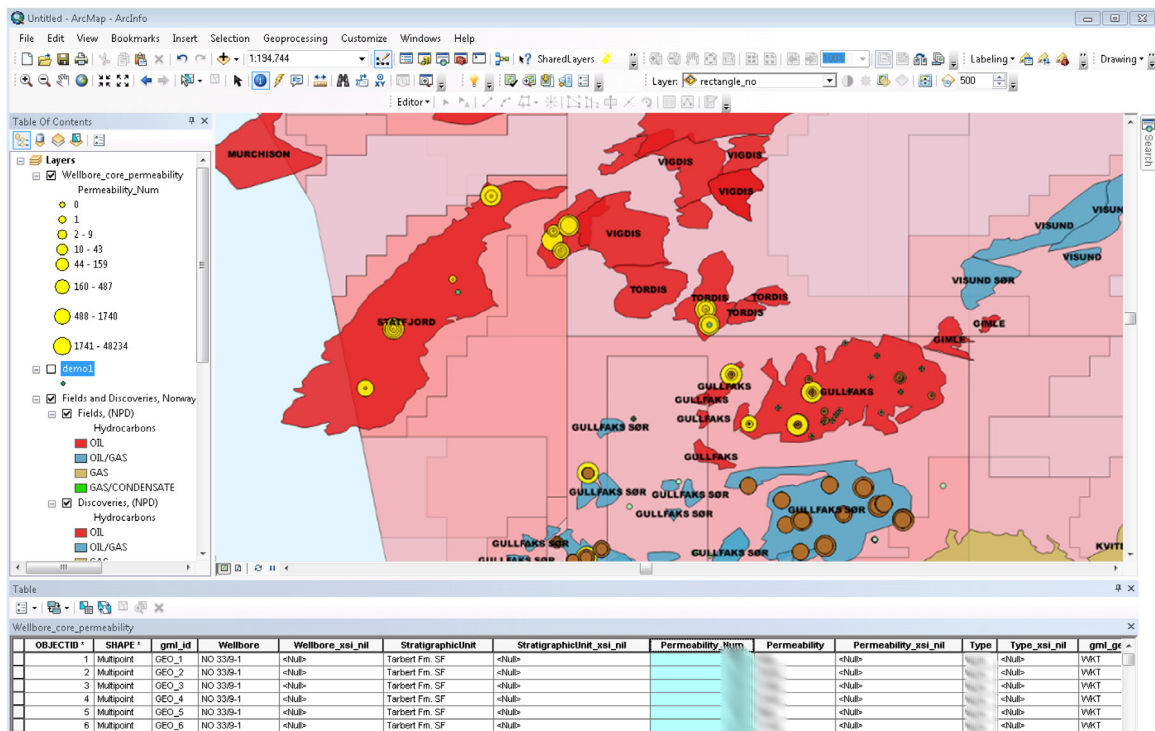 Untitled - ArcMap - ArcInfo
File Edit View Bookmarks Insert Selection Geoprocessing Customize Windows Help
1:194,744 SharedLayers 100% Labeling Drawing
Layer: rectangle_no 500
Editor
Table Of Contents
Layers
Wellbore_core_permeability
Permeability_Num
0
1
2 - 9
10 - 43
44 - 159
160 - 487
488 - 1740
1741 - 48234
demo1
Fields and Discoveries, Norway
Fields, (NPD)
Hydrocarbons
OIL
OIL/GAS
GAS
GAS/CONDENSATE
Discoveries, (NPD)
Hydrocarbons
OIL
OIL/GAS
GAS
MURCHISON
VIGDIS
VIGDIS
VIGDIS
VISUN
VISUND
VIGDIS
VISUND
VISUND SØR
TORDIS
TORDIS
TORDIS
TORDIS
STATFJORD
GIMLE
GIMLE
GULLFAKS
GULLFAKS
GULLFAKS
GULLFAKS
GULLFAKS SØR
GULLFAKS
GULLFAKS SØR
GULLFAKS SØR
GULLFAKS SØR
GULLFAKS SØR
GULLFAKS SØR
GULLFAKS SØR
GULLFAKS SØR
KVITE
Search
Table
Wellbore_core_permeability
OBJECTID * SHAPE * gml_id Wellbore Wellbore_xsi_nil StratigraphicUnit StratigraphicUnit_xsi_nil Permeability_Num Permeability Permeability_xsi_nil Type Type_xsi_nil gml_ge
1 Multipoint GEO_1 NO 33/9-1 <Null> Tarbert Fm. SF <Null> <Null> <Null> WKT
2 Multipoint GEO_2 NO 33/9-1 <Null> Tarbert Fm. SF <Null> <Null> <Null> WKT
3 Multipoint GEO_3 NO 33/9-1 <Null> Tarbert Fm. SF <Null> <Null> <Null> WKT
4 Multipoint GEO_4 NO 33/9-1 <Null> Tarbert Fm. SF <Null> <Null> <Null> WKT
5 Multipoint GEO_5 NO 33/9-1 <Null> Tarbert Fm. SF <Null> <Null> <Null> WKT
6 Multipoint GEO_6 NO 33/9-1 <Null> Tarbert Fm. SF <Null> <Null> <Null> WKT